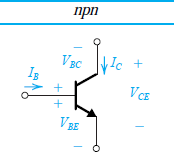 npn
−
V_BC
I_C
+
I_B
+
+
V_CE
V_BE
−
−